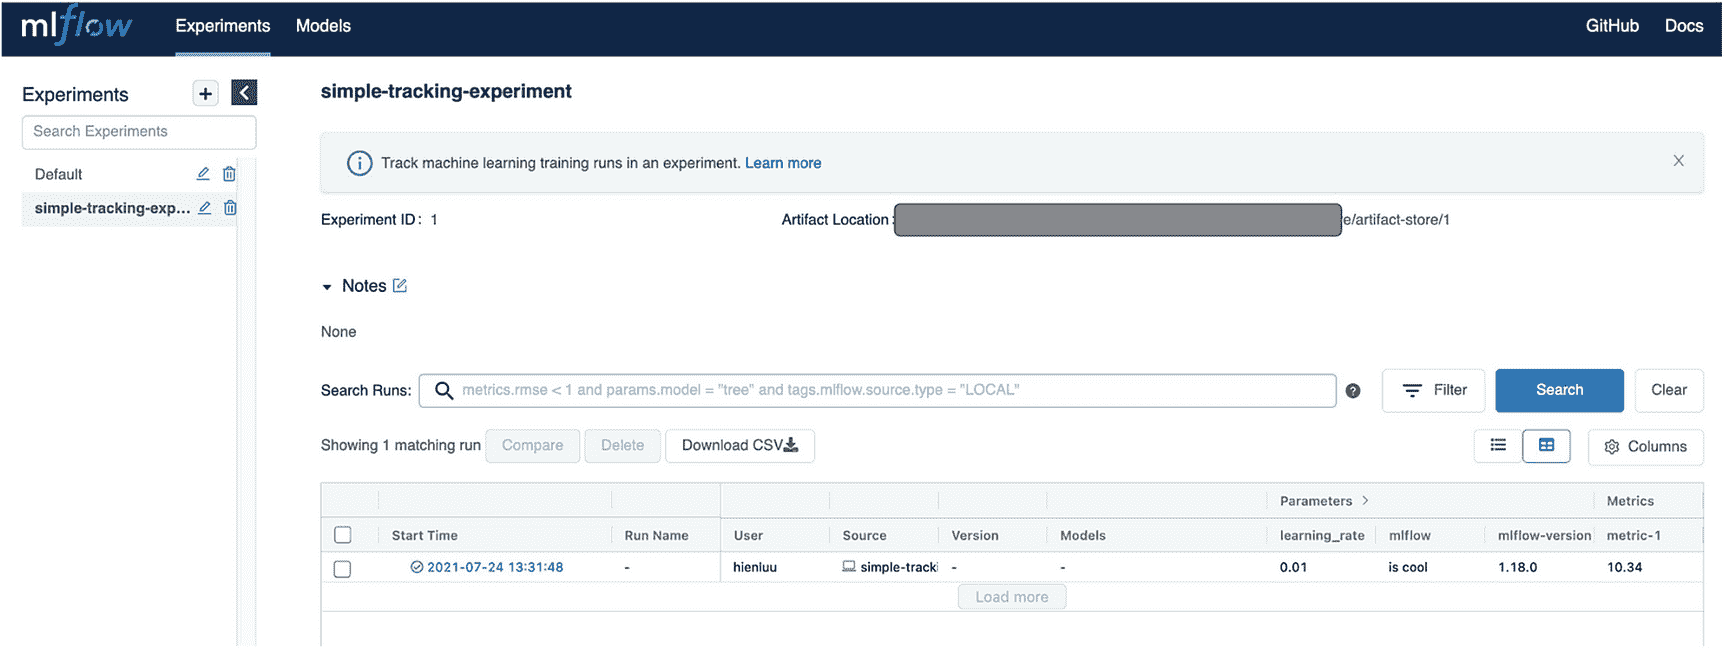 mlflow Experiments Models GitHub Docs
Experiments
Search Experiments
Default
simple-tracking-exp...
simple-tracking-experiment
Track machine learning training runs in an experiment. Learn more
Experiment ID: 1 Artifact Location: e/artifact-store/1
Notes
None
Search Runs: metrics.rmse < 1 and params.model = "tree" and tags.mlflow.source.type = "LOCAL" Filter Search Clear
Showing 1 matching run Compare Delete Download CSV Columns
Parameters > Metrics
Start Time Run Name User Source Version Models learning_rate mlflow mlflow-version metric-1
2021-07-24 13:31:48 - hienluu simple-tracki - - 0.01 is cool 1.18.0 10.34
Load more